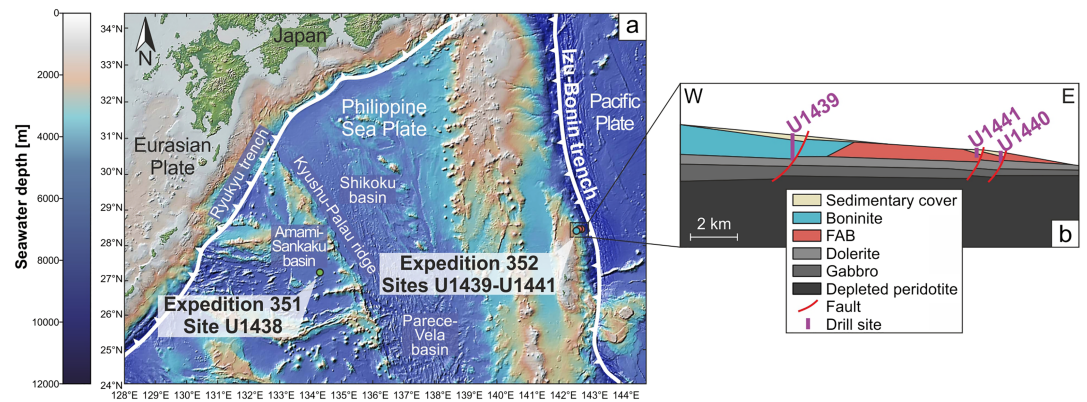 Seawater depth [m]
0
2000
4000
6000
8000
10000
12000
34°N
33°N
32°N
31°N
30°N
29°N
28°N
27°N
26°N
25°N
24°N
128°E 129°E 130°E 131°E 132°E 133°E 134°E 135°E 136°E 137°E 138°E 139°E 140°E 141°E 142°E 143°E 144°E
a
N
Japan
Philippine
Sea Plate
Izu-Bonin trench
Pacific
Plate
Eurasian
Plate
Ryukyu trench
Kyushu-Palau ridge
Shikoku
basin
Amami-
Sankaku
basin
Expedition 352
Sites U1439-U1441
Expedition 351
Site U1438
Parece-
Vela
basin
W
E
U1439
U1441
U1440
2 km
b
Sedimentary cover
Boninite
FAB
Dolerite
Gabbro
Depleted peridotite
Fault
Drill site